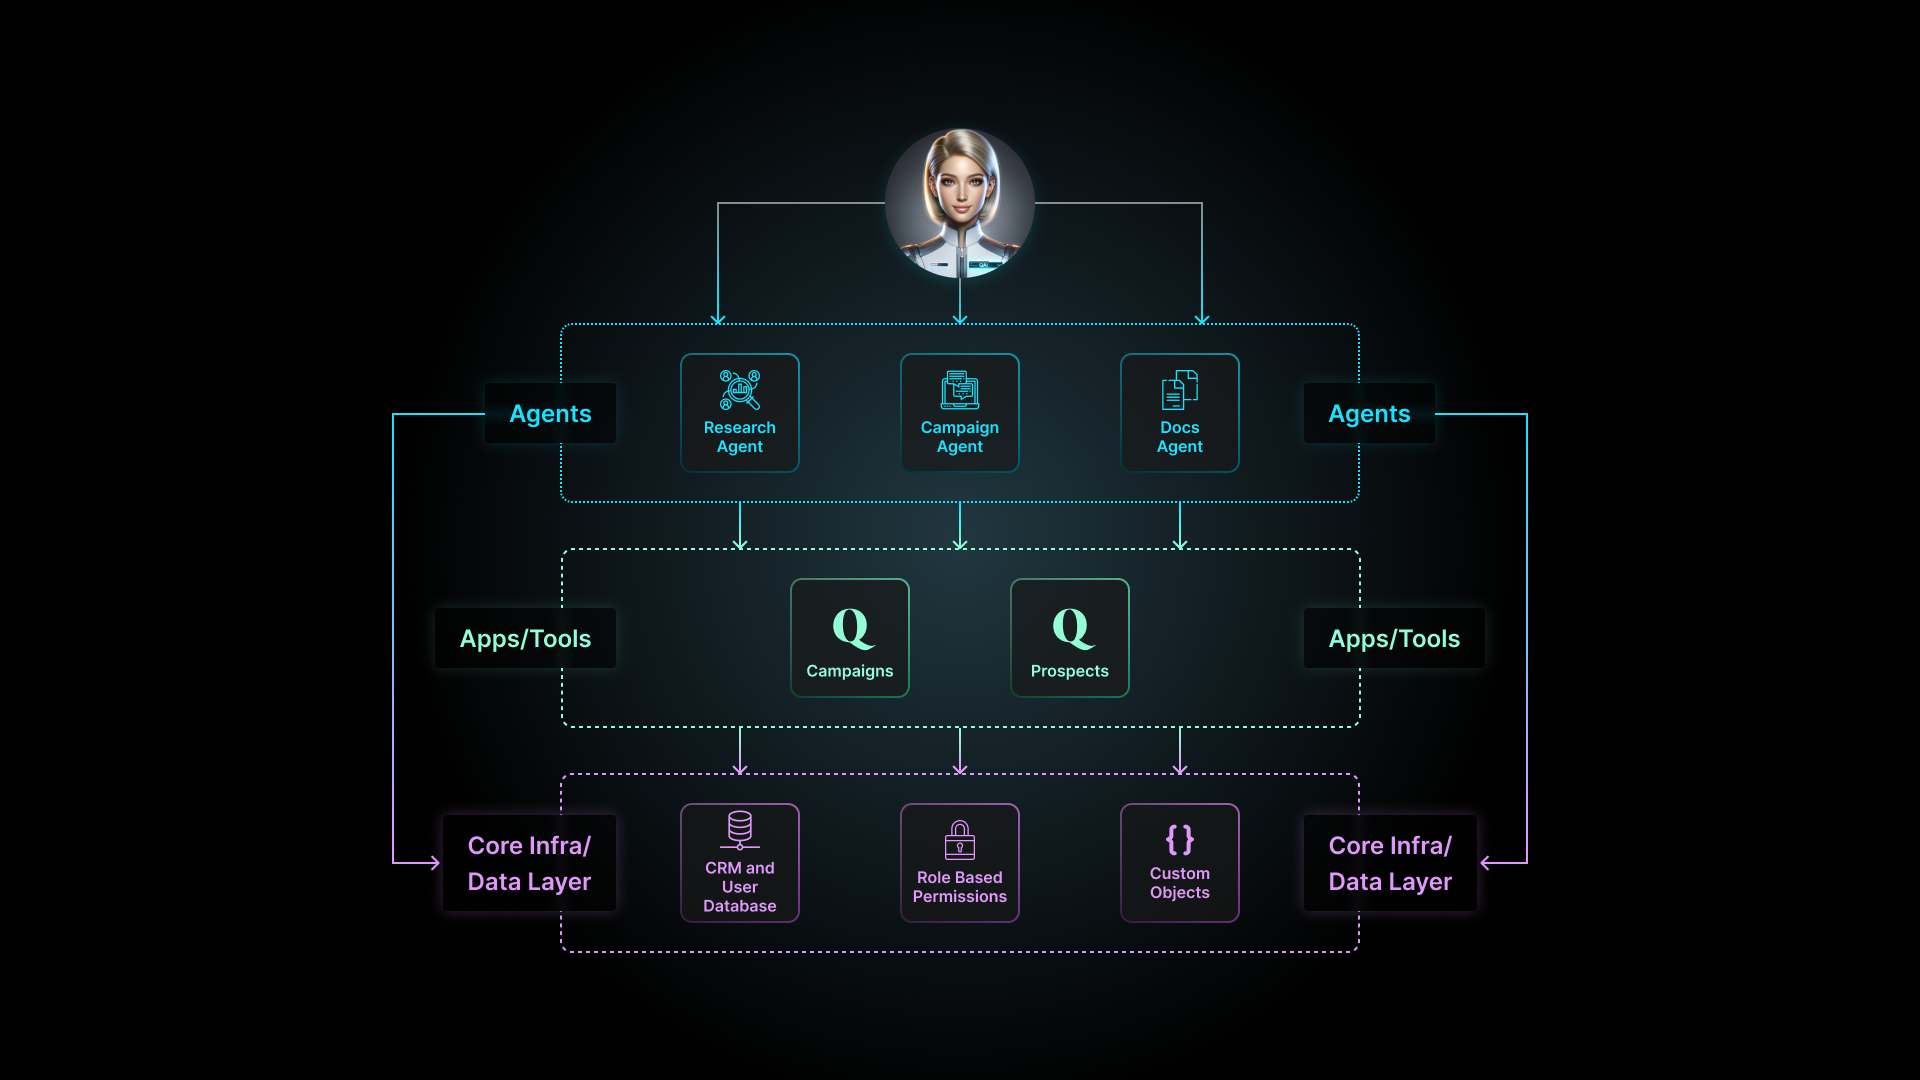 QAI
Agents
Research
Agent
Campaign
Agent
Docs
Agent
Agents
Apps/Tools
Q
Campaigns
Q
Prospects
Apps/Tools
Core Infra/
Data Layer
CRM and
User
Database
Role Based
Permissions
{ }
Custom
Objects
Core Infra/
Data Layer